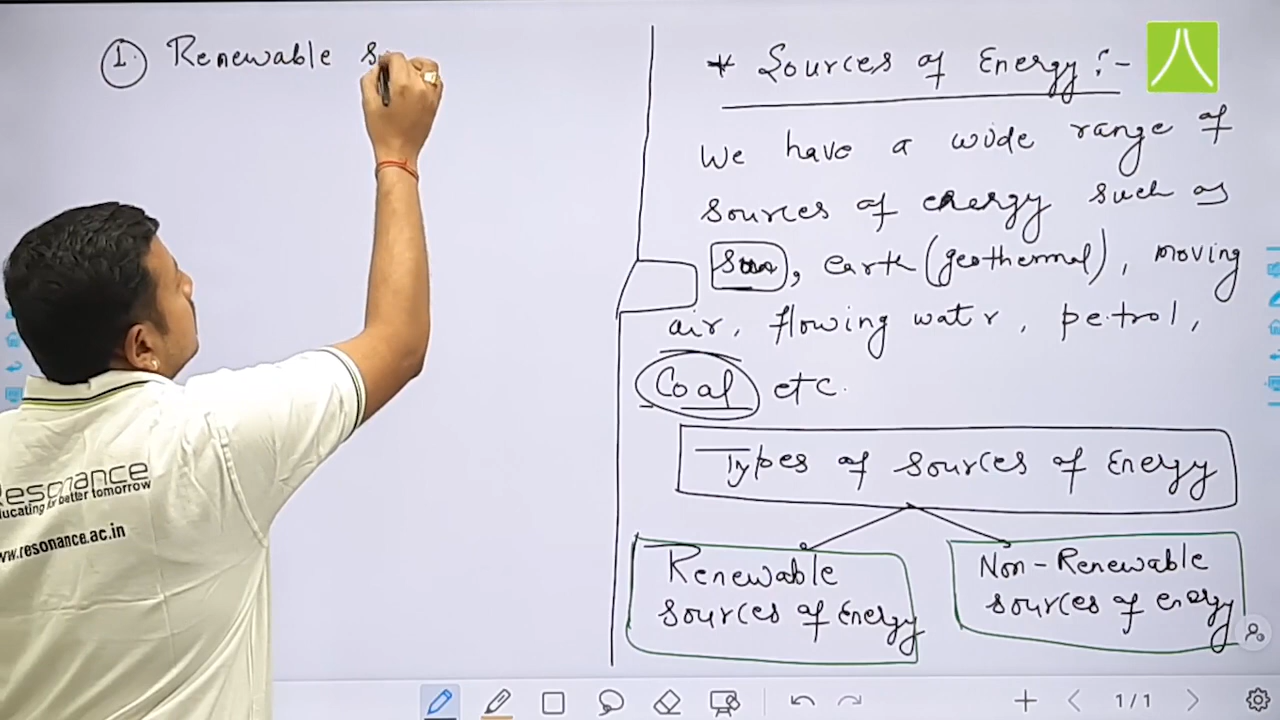 ① Renewable S
* Sources of Energy :-
We have a wide range of
sources of energy such as
Sun, earth (geothermal), moving
air, flowing water, petrol,
Coal etc.
Types of sources of Energy
Renewable
sources of Energy
Non-Renewable
sources of energy
Resonance
ducating for better tomorrow
ww.resonance.ac.in
1/1